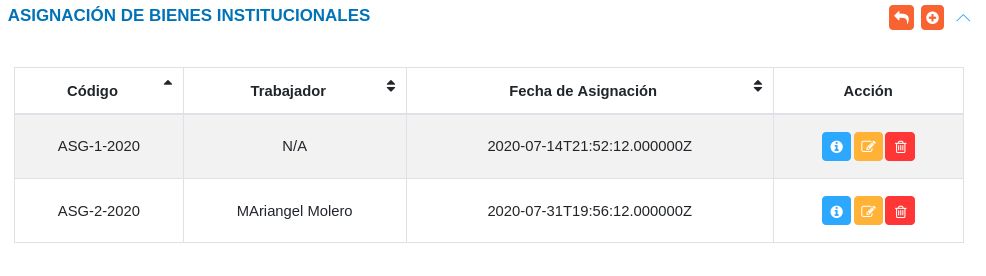 ASIGNACIÓN DE BIENES INSTITUCIONALES
Código Trabajador Fecha de Asignación Acción
ASG-1-2020 N/A 2020-07-14T21:52:12.000000Z
ASG-2-2020 MAriangel Molero 2020-07-31T19:56:12.000000Z